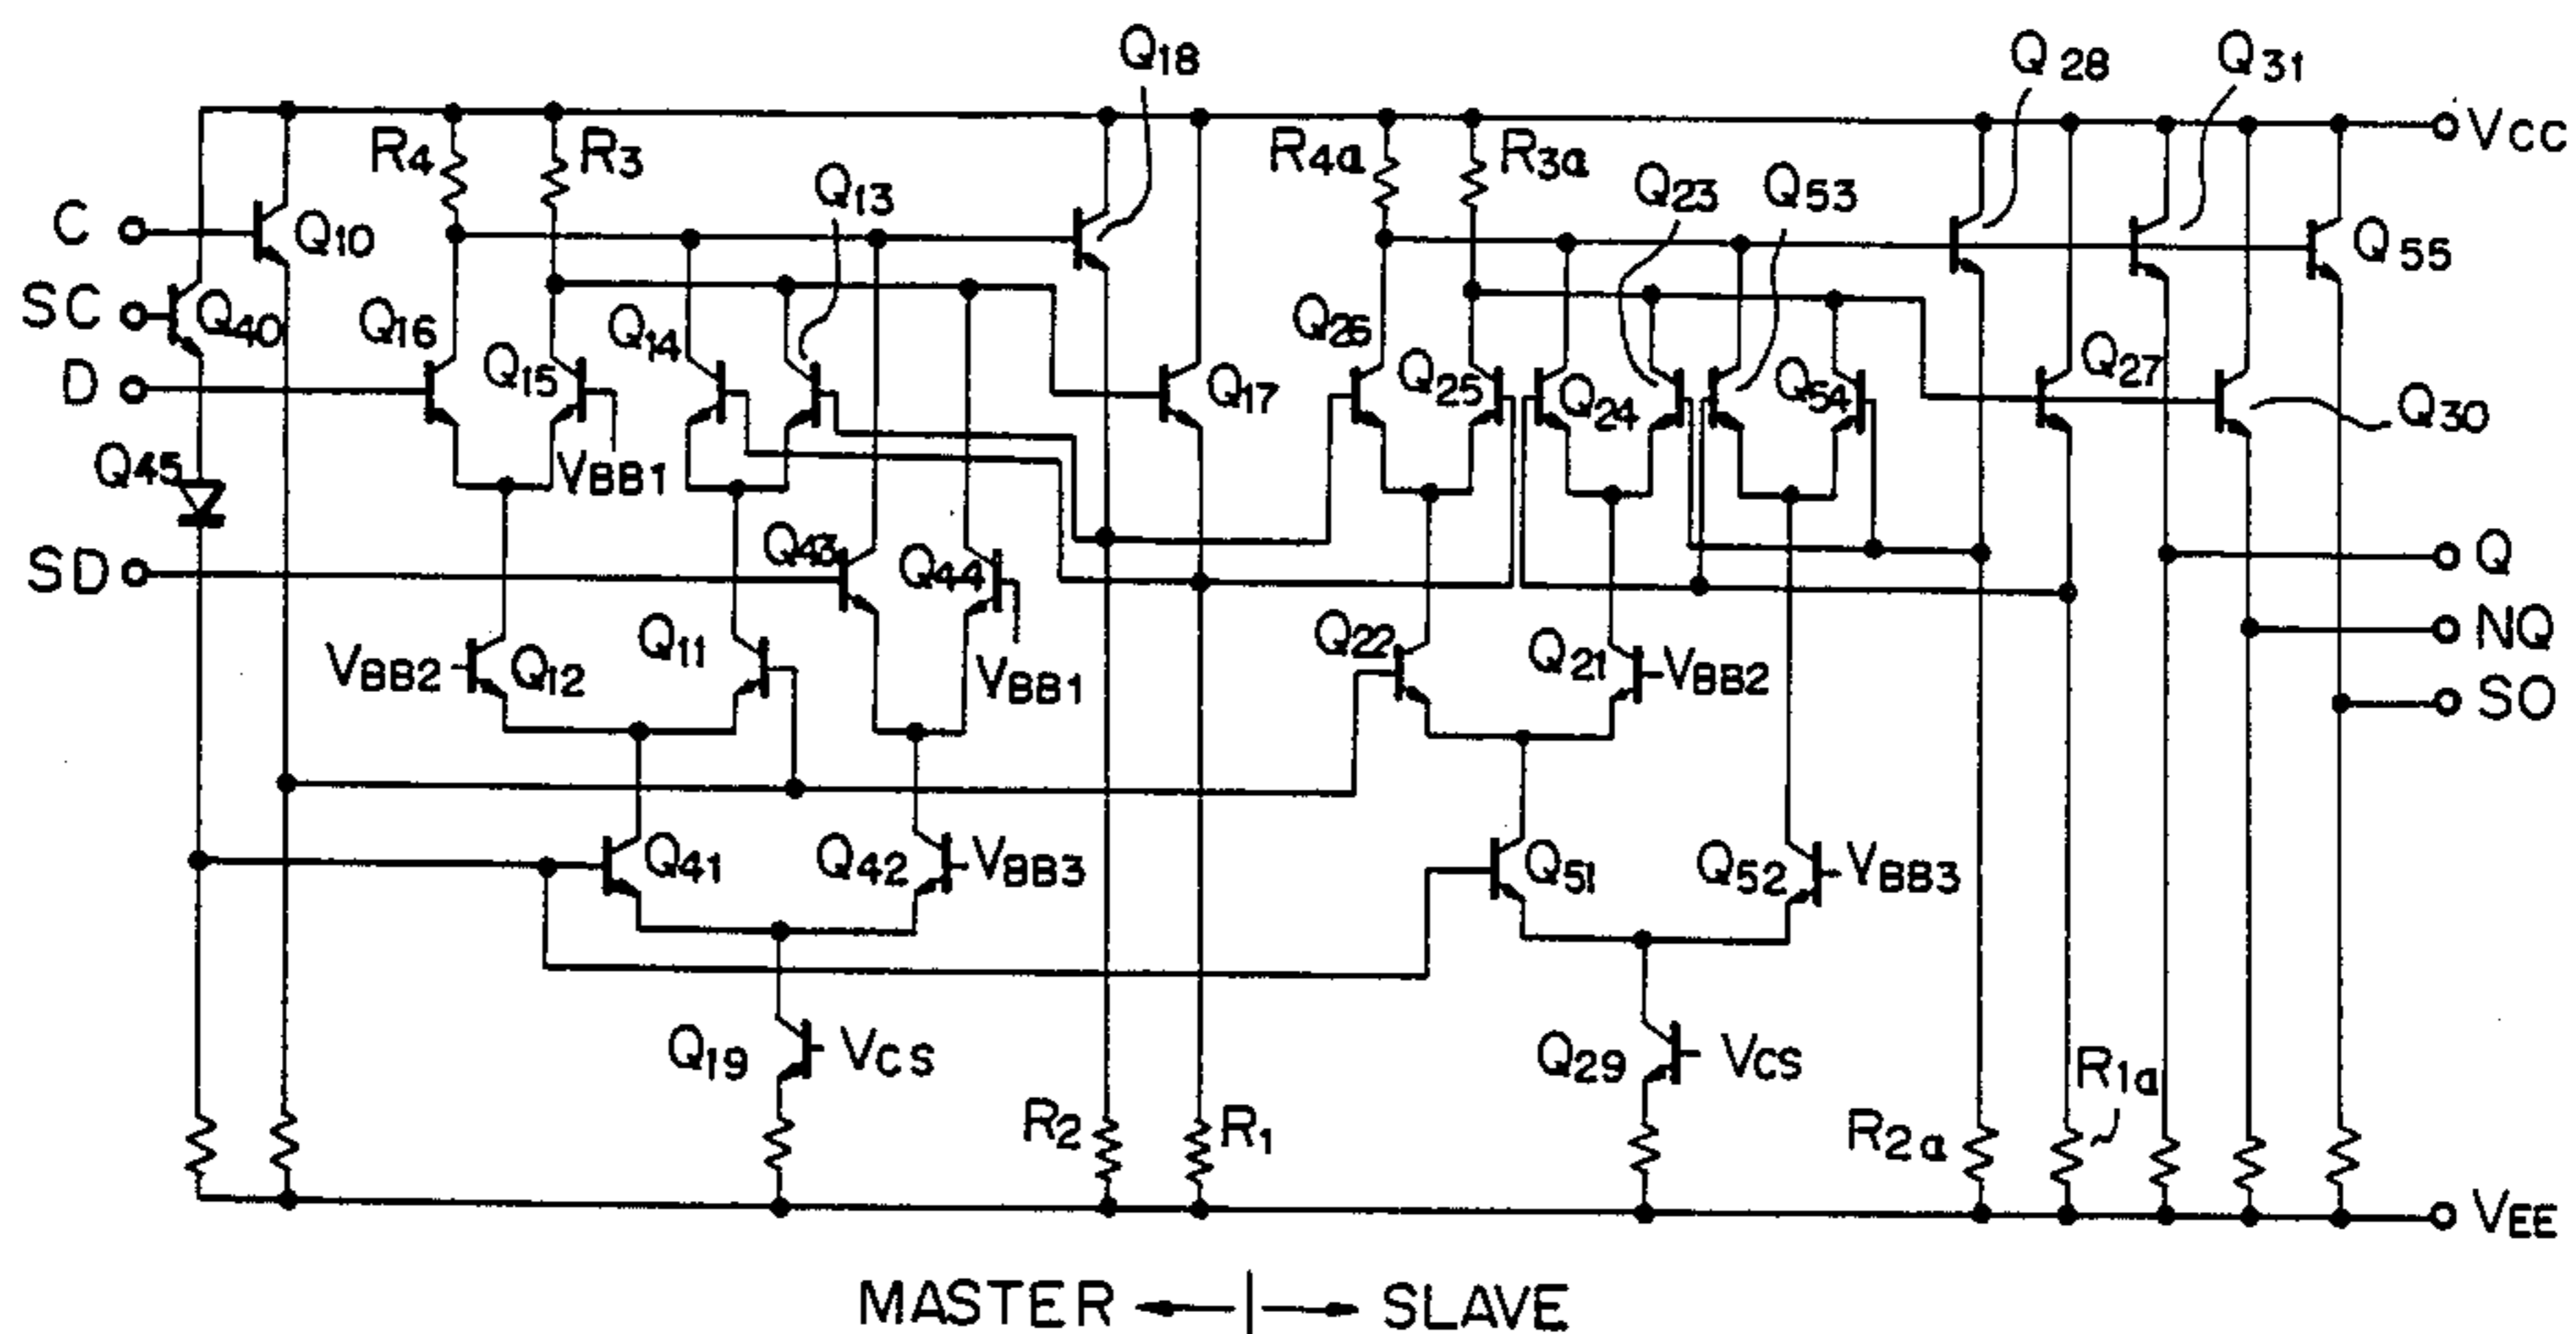 Q18
Q28
Q31
R4
R3
R4a
R3a
VCC
Q13
Q23
Q53
C
Q10
Q55
SC
Q40
Q16
Q14
Q26
Q15
Q25
Q24
Q54
Q27
D
Q17
Q30
Q45
VBB1
Q43
Q44
Q
SD
NQ
Q11
Q22
Q21
VBB2
Q12
VBB1
VBB2
SO
Q41
Q42
VBB3
Q51
Q52
VBB3
Q19
VCS
Q29
VCS
R1a
R2
R1
R2a
VEE
MASTER
SLAVE